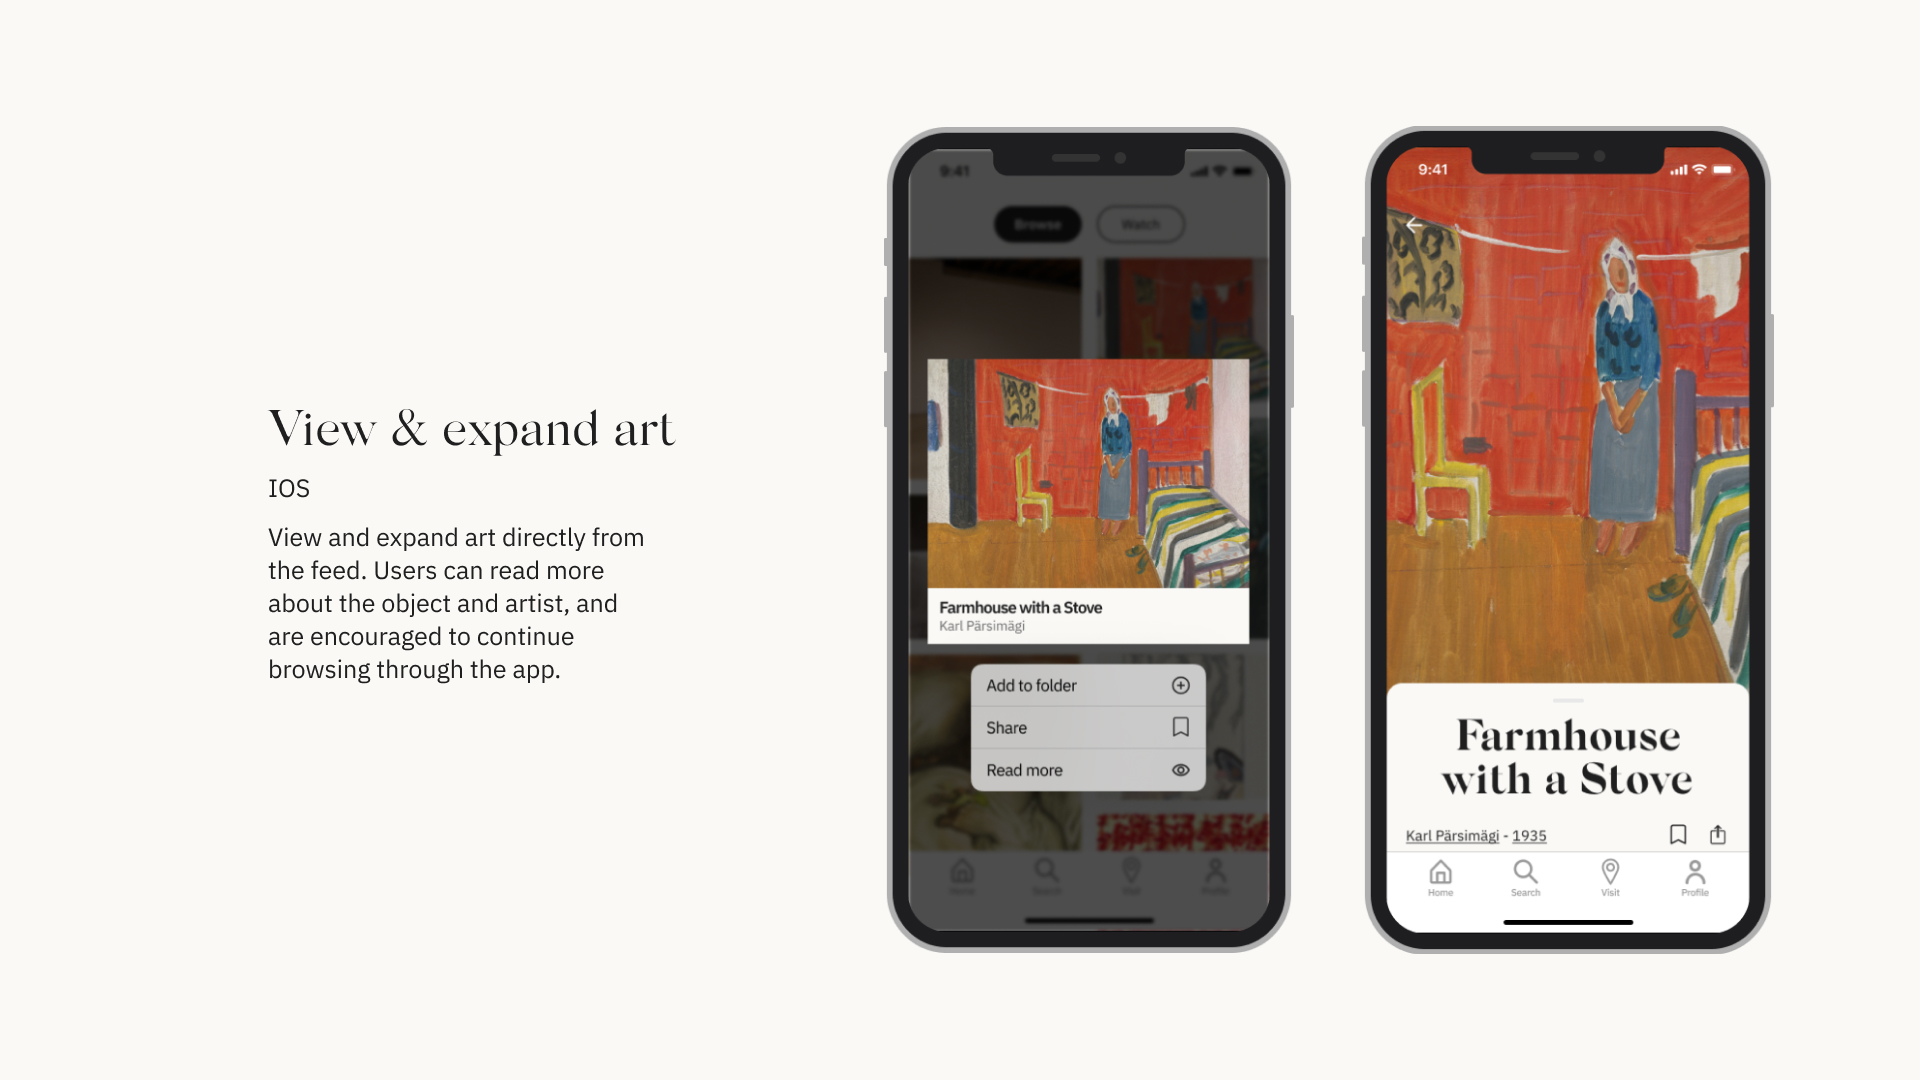 View & expand art
IOS
View and expand art directly from
the feed. Users can read more
about the object and artist, and
are encouraged to continue
browsing through the app.
9:41
Browse
Watch
Farmhouse with a Stove
Karl Pärsimägi
Add to folder
Share
Read more
Home
Search
Visit
Profile
9:41
Farmhouse
with a Stove
Karl Pärsimägi - 1935
Home
Search
Visit
Profile